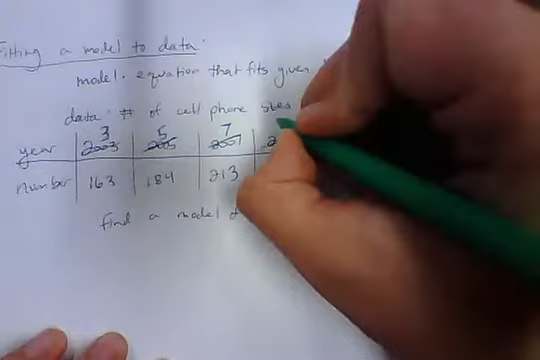 Fitting a model to data:
model. equation that fits given
data: # of cell phone sites
3 5 7
year 2003 2005 2007 2
number 163 184 213
find a model